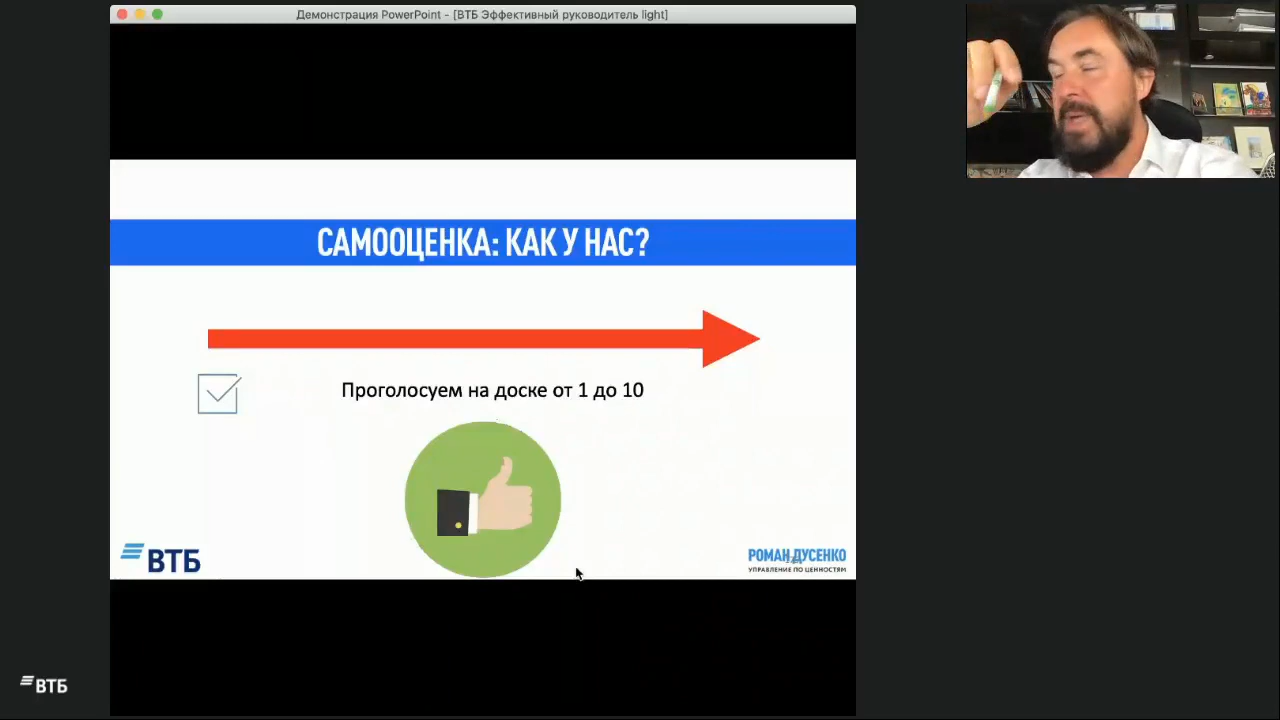 Демонстрация PowerPoint - [ВТБ Эффективный руководитель light]
САМООЦЕНКА: КАК У НАС?
Проголосуем на доске от 1 до 10
ВТБ
РОМАН ДУСЕНКО
УПРАВЛЕНИЕ ПО ЦЕННОСТЯМ
ВТБ